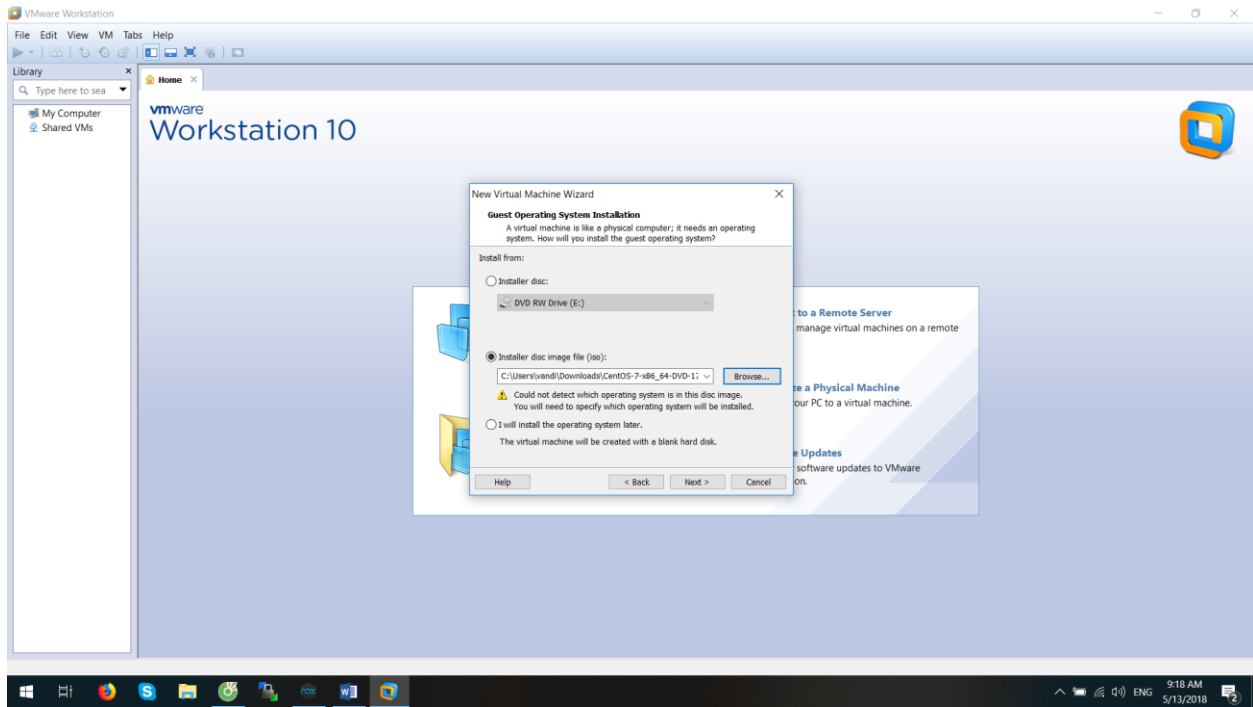 VMware Workstation
File Edit View VM Tabs Help
Library
Type here to sea
My Computer
Shared VMs
Home
vmware
Workstation 10
New Virtual Machine Wizard
Guest Operating System Installation
A virtual machine is like a physical computer; it needs an operating
system. How will you install the guest operating system?
Install from:
Installer disc:
DVD RW Drive (E:)
Installer disc image file (iso):
C:\Users\vandi\Downloads\CentOS-7-x86_64-DVD-17
Browse...
Could not detect which operating system is in this disc image.
You will need to specify which operating system will be installed.
I will install the operating system later.
The virtual machine will be created with a blank hard disk.
Help < Back Next > Cancel
to a Remote Server
manage virtual machines on a remote
ze a Physical Machine
our PC to a virtual machine.
e Updates
software updates to VMware
on.
ENG
9:18 AM
5/13/2018
2